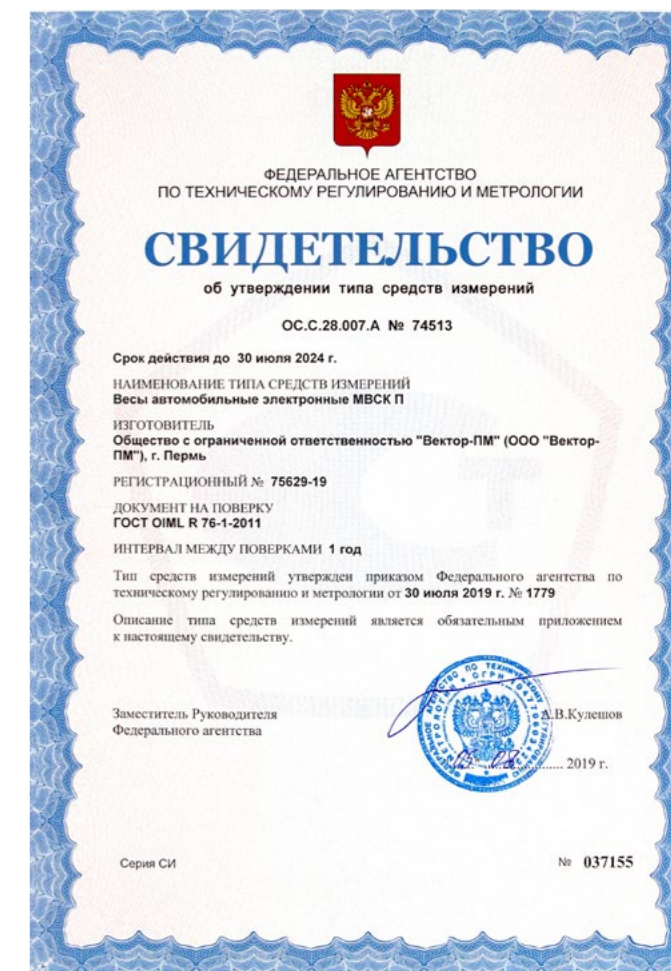 ФЕДЕРАЛЬНОЕ АГЕНТСТВО
ПО ТЕХНИЧЕСКОМУ РЕГУЛИРОВАНИЮ И МЕТРОЛОГИИ
СВИДЕТЕЛЬСТВО
об утверждении типа средств измерений
ОС.C.28.007.A № 74513
Срок действия до 30 июля 2024 г.
НАИМЕНОВАНИЕ ТИПА СРЕДСТВ ИЗМЕРЕНИЙ
Весы автомобильные электронные МВСК П
ИЗГОТОВИТЕЛЬ
Общество с ограниченной ответственностью "Вектор-ПМ" (ООО "Вектор-
ПМ"), г. Пермь
РЕГИСТРАЦИОННЫЙ № 75629-19
ДОКУМЕНТ НА ПОВЕРКУ
ГОСТ OIML R 76-1-2011
ИНТЕРВАЛ МЕЖДУ ПОВЕРКАМИ 1 год
Тип средств измерений утвержден приказом Федерального агентства по
техническому регулированию и метрологии от 30 июля 2019 г. № 1779
Описание типа средств измерений является обязательным приложением
к настоящему свидетельству.
Заместитель Руководителя
Федерального агентства
А.В.Кулешов
2019 г.
Серия СИ
№ 037155